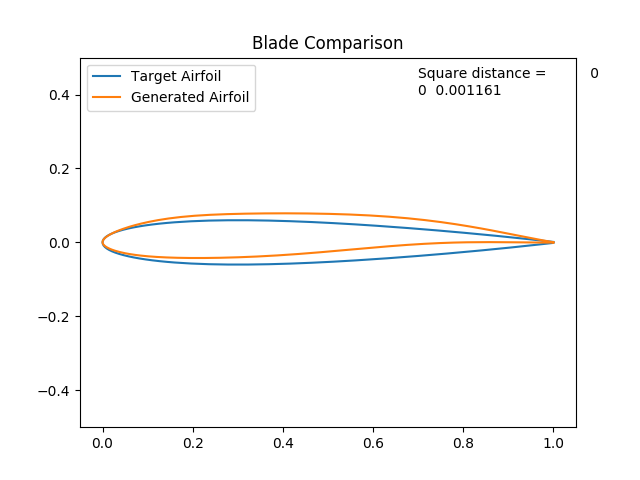 Blade Comparison
Target Airfoil
Generated Airfoil
Square distance = 0
0 0.001161
0.4
0.2
0.0
−0.2
−0.4
0.0 0.2 0.4 0.6 0.8 1.0